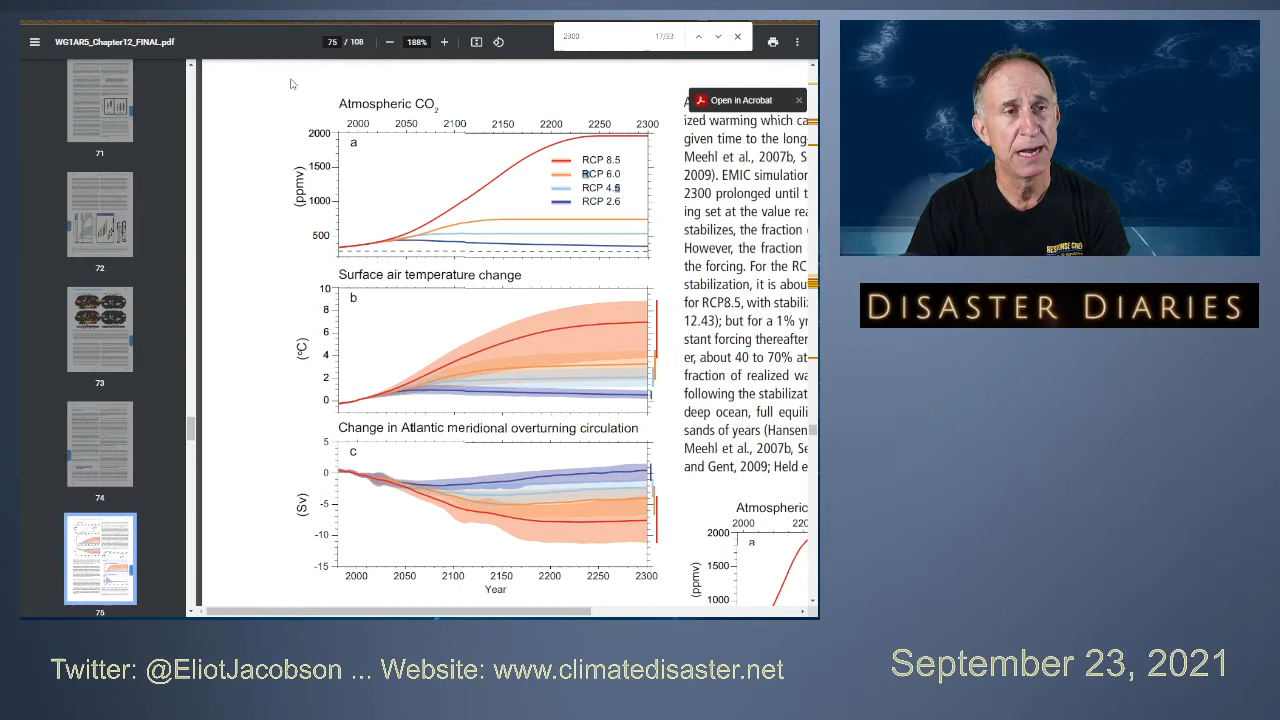 WG1AR5_Chapter12_FINAL.pdf
75 / 108
188%
2300
17/33
71
72
73
74
75
Open in Acrobat
Atmospheric CO2
2000 2050 2100 2150 2200 2250 2300
2000
1500
1000
500
(ppmv)
a
RCP 8.5
RCP 6.0
RCP 4.5
RCP 2.6
Surface air temperature change
10
8
6
4
2
0
(°C)
b
Change in Atlantic meridional overturning circulation
5
0
-5
-10
-15
(Sv)
c
2000 2050 2100 2150 2200 2250 2300
Year
ized warming which ca
given time to the long
Meehl et al., 2007b, S
2009). EMIC simulation
2300 prolonged until t
ing set at the value rea
stabilizes, the fraction
However, the fraction
the forcing. For the RC
stabilization, it is abou
for RCP8.5, with stabili
12.43); but for a 1% yr
stant forcing thereafter
er, about 40 to 70% at
fraction of realized wa
following the stabilizat
deep ocean, full equili
sands of years (Hansen
Meehl et al., 2007b, Se
and Gent, 2009; Held e
Atmospheric
2000 220
2000
1500
1000
(ppmv)
a
RESPONSE CREW
DISASTER DIARIES
Twitter: @EliotJacobson ... Website: www.climatedisaster.net
September 23, 2021